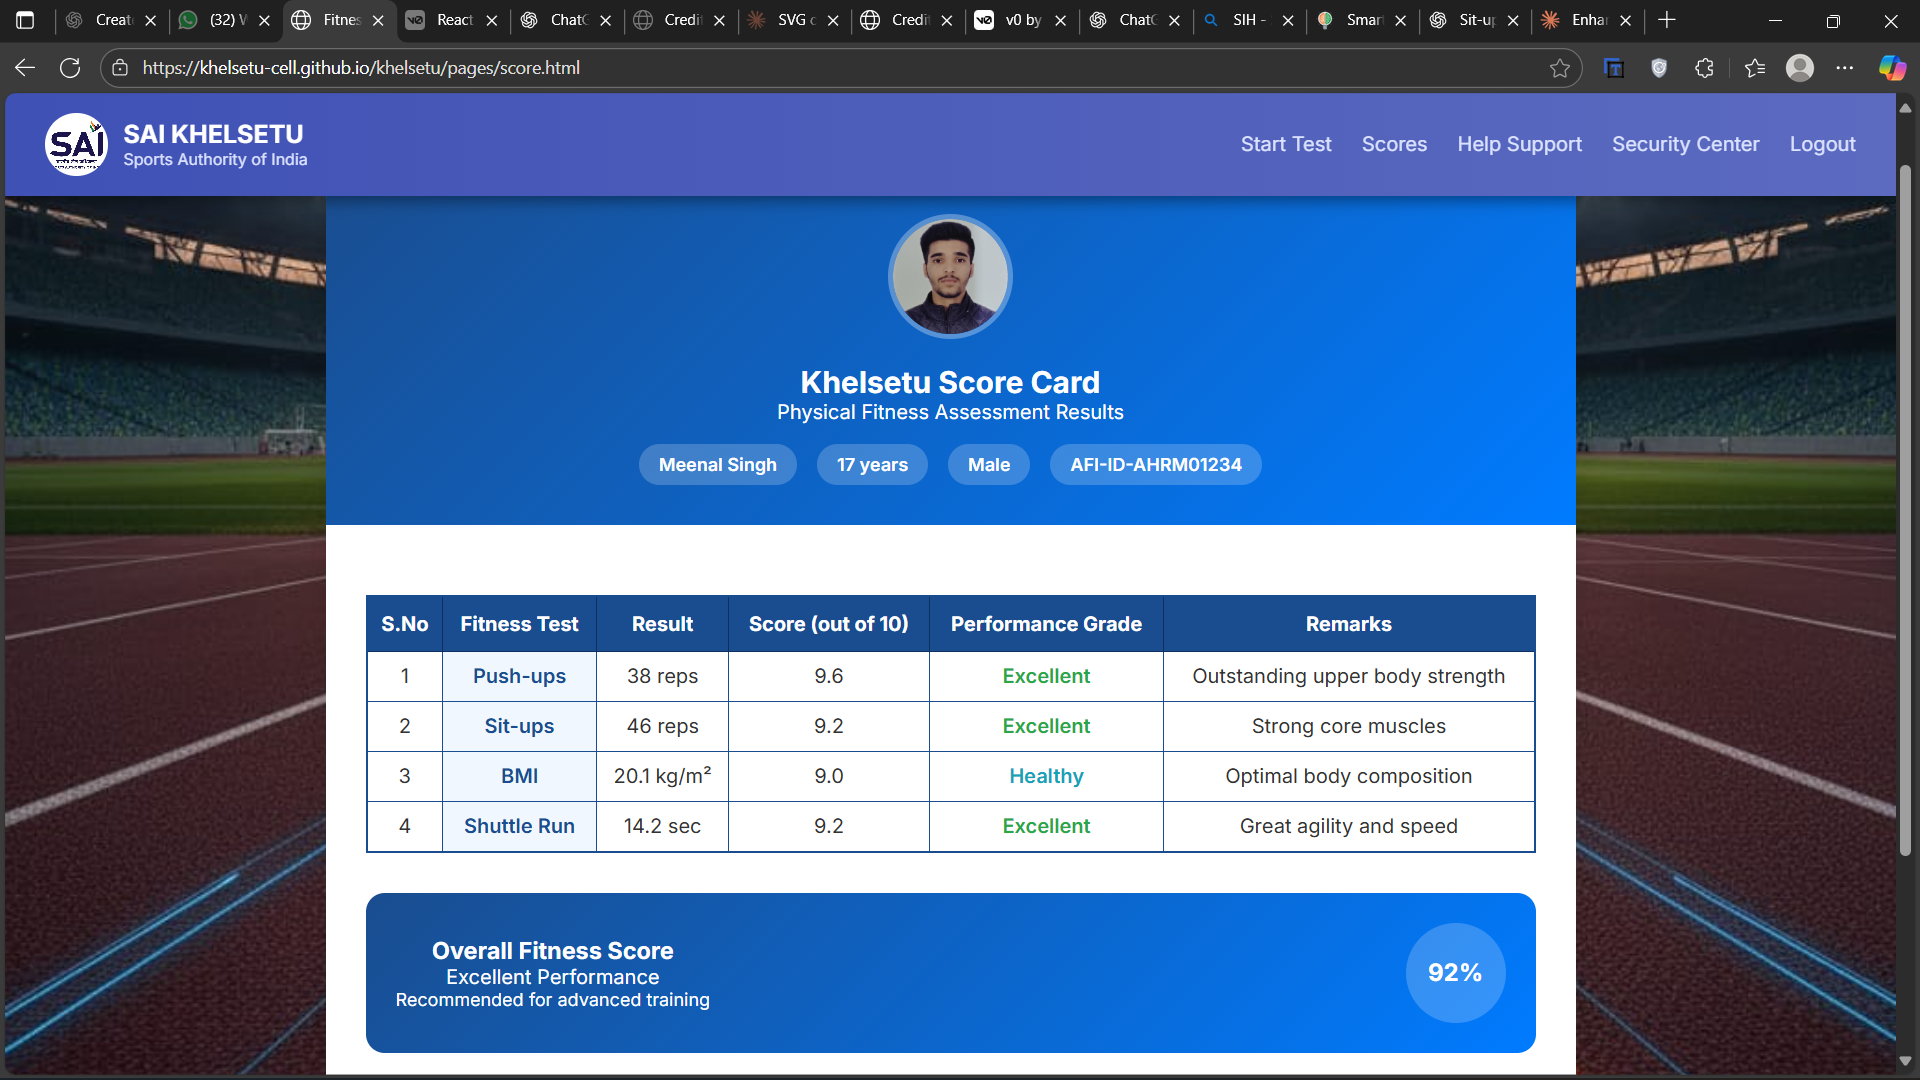 Create
(32) W
Fitnes
React
ChatG
Credit
SVG c
Credit
v0 by
ChatG
SIH -
Smar
Sit-up
Enhar
https://khelsetu-cell.github.io/khelsetu/pages/score.html
SAI
SAI KHELSETU
Sports Authority of India
Start Test Scores Help Support Security Center Logout
Khelsetu Score Card
Physical Fitness Assessment Results
Meenal Singh 17 years Male AFI-ID-AHRM01234
S.No Fitness Test Result Score (out of 10) Performance Grade Remarks
1 Push-ups 38 reps 9.6 Excellent Outstanding upper body strength
2 Sit-ups 46 reps 9.2 Excellent Strong core muscles
3 BMI 20.1 kg/m² 9.0 Healthy Optimal body composition
4 Shuttle Run 14.2 sec 9.2 Excellent Great agility and speed
Overall Fitness Score
Excellent Performance
Recommended for advanced training
92%